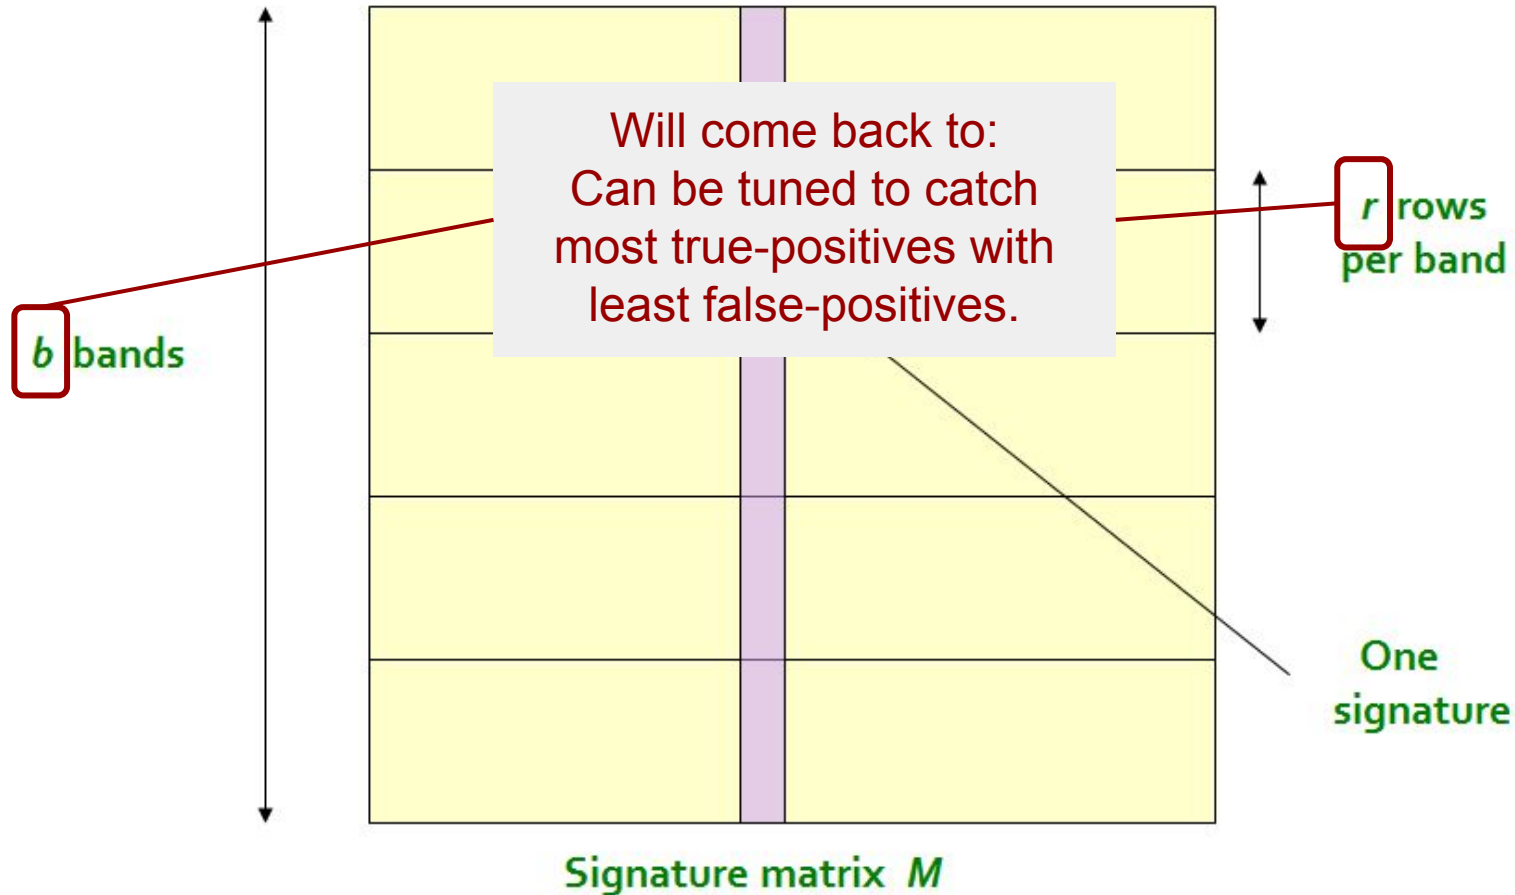 Will come back to:
Can be tuned to catch
most true-positives with
least false-positives.
r rows
per band
b bands
One
signature
Signature matrix M